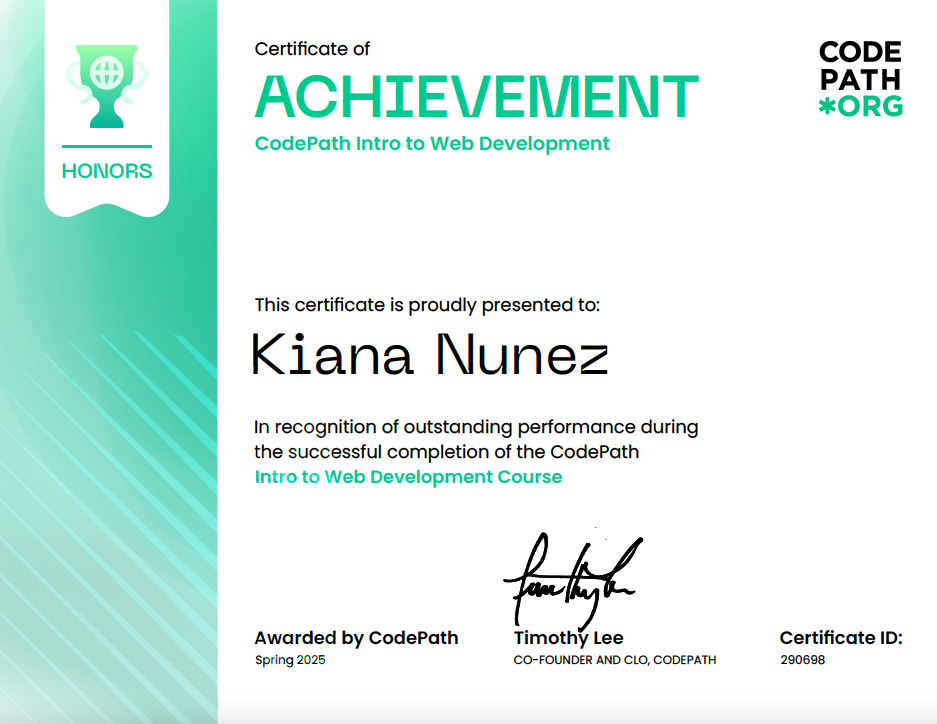 HONORS
Certificate of
ACHIEVEMENT
CodePath Intro to Web Development
CODE
PATH
*ORG
This certificate is proudly presented to:
Kiana Nunez
In recognition of outstanding performance during
the successful completion of the CodePath
Intro to Web Development Course
Awarded by CodePath
Spring 2025
Timothy Lee
CO-FOUNDER AND CLO, CODEPATH
Certificate ID:
290698